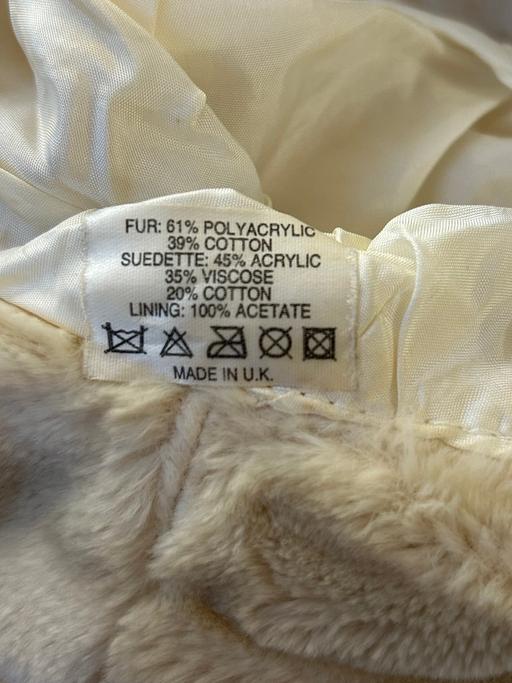 FUR: 61% POLYACRYLIC
39% COTTON
SUEDETTE: 45% ACRYLIC
35% VISCOSE
20% COTTON
LINING: 100% ACETATE
MADE IN U.K.